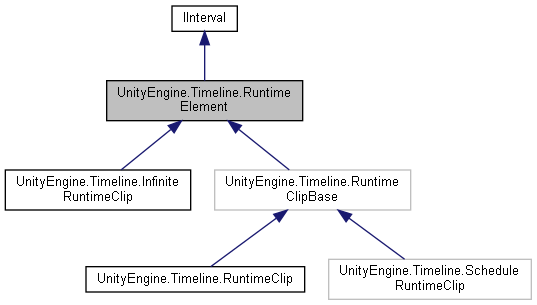 IInterval
UnityEngine.Timeline.Runtime
Element
UnityEngine.Timeline.Infinite
RuntimeClip
UnityEngine.Timeline.Runtime
ClipBase
UnityEngine.Timeline.RuntimeClip
UnityEngine.Timeline.Schedule
RuntimeClip